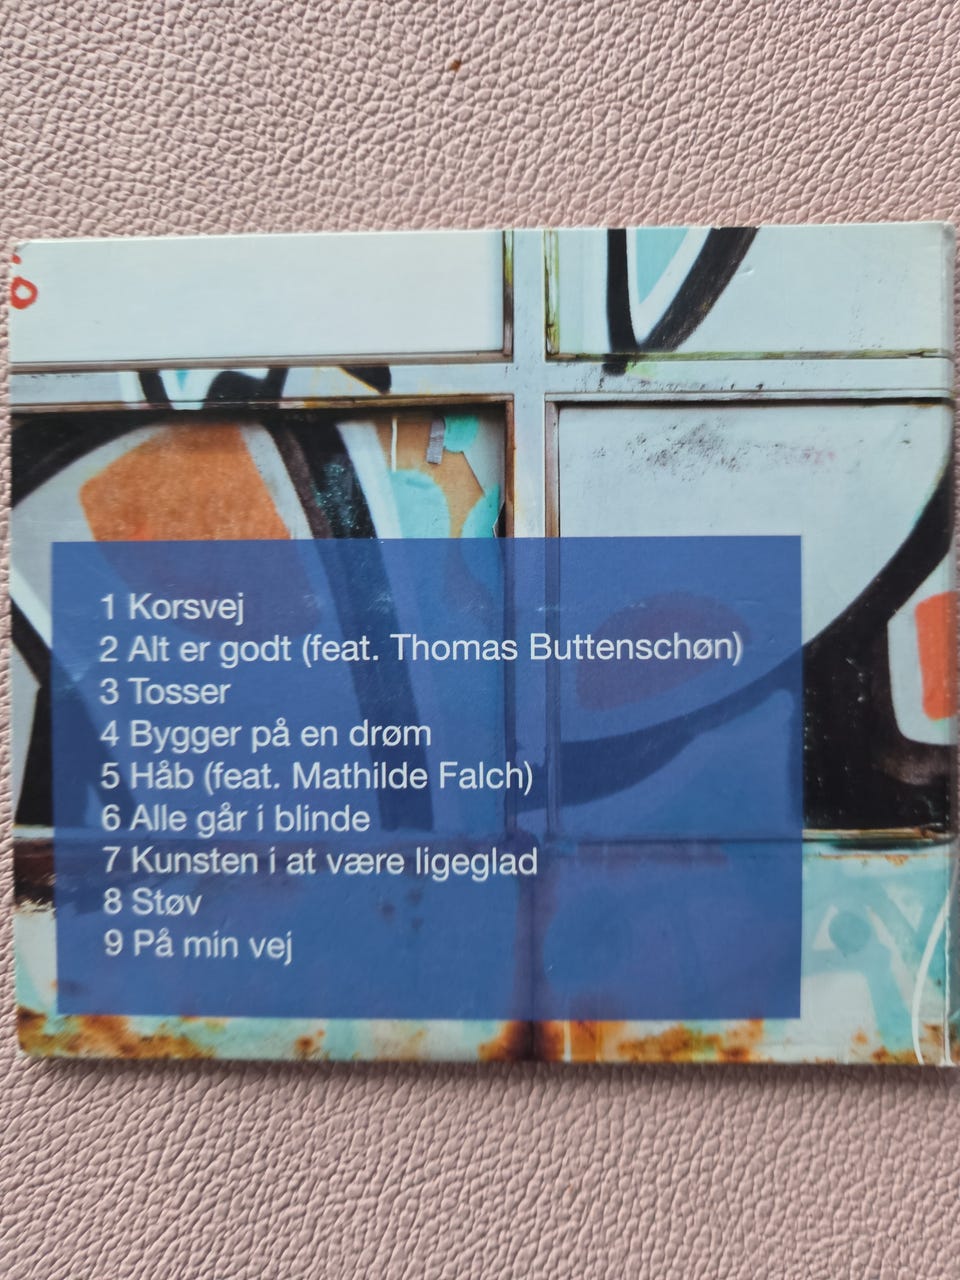 1 Korsvej
2 Alt er godt (feat. Thomas Buttenschøn)
3 Tosser
4 Bygger på en drøm
5 Håb (feat. Mathilde Falch)
6 Alle går i blinde
7 Kunsten i at være ligeglad
8 Støv
9 På min vej